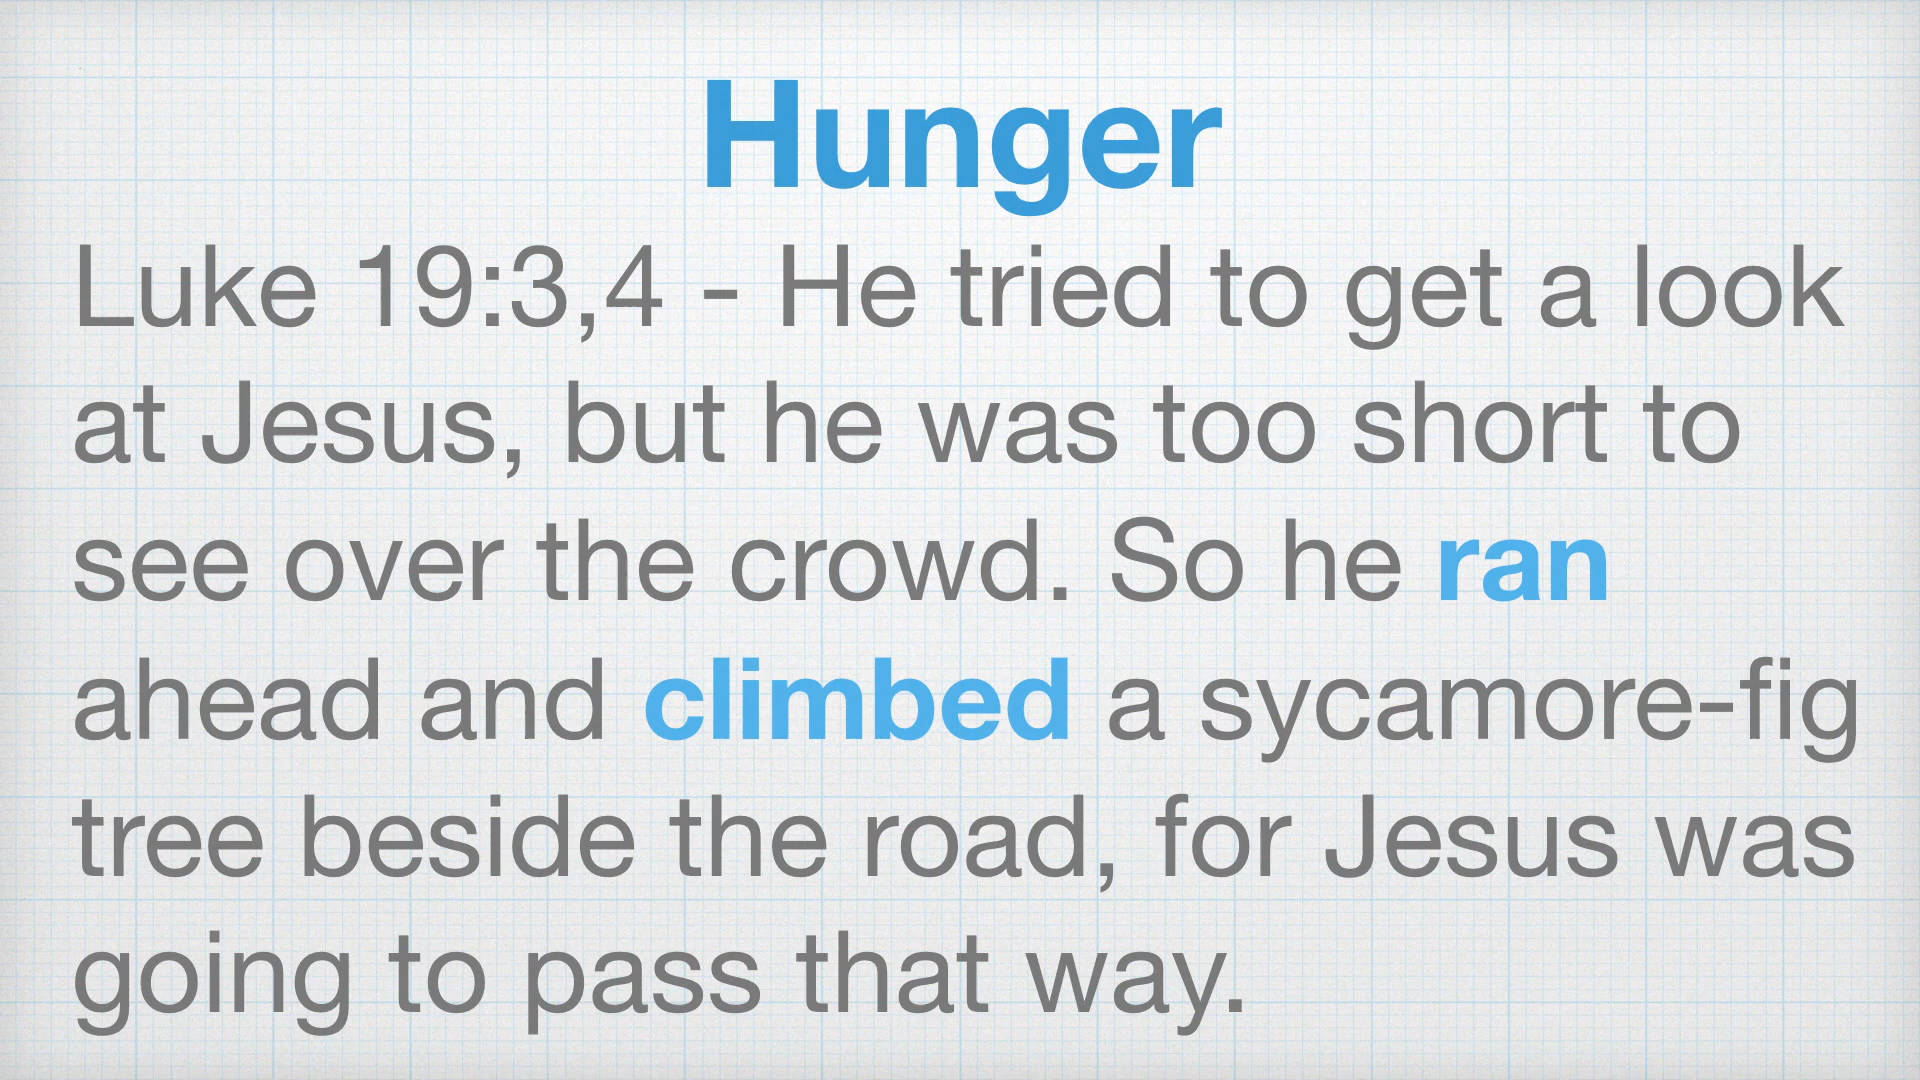 Hunger
Luke 19:3,4 - He tried to get a look
at Jesus, but he was too short to
see over the crowd. So he ran
ahead and climbed a sycamore-fig
tree beside the road, for Jesus was
going to pass that way.